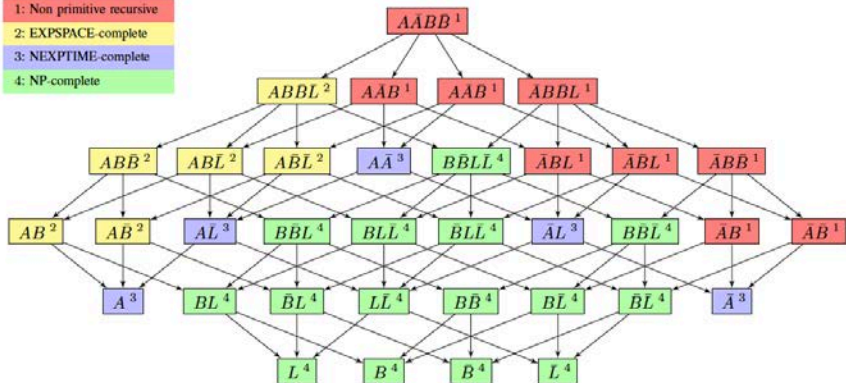 1: Non primitive recursive
2: EXPSPACE-complete
3: NEXPTIME-complete
4: NP-complete
AĀBB̄ 1
ABB̄L̄ 2
AĀB 1
AĀB̄ 1
ĀBB̄L 1
ABB̄ 2
ABL̄ 2
AB̄L̄ 2
AĀ 3
BB̄LL̄ 4
ĀBL 1
ĀB̄L 1
ĀBB̄ 1
AB 2
AB̄ 2
AL̄ 3
BB̄L 4
BLL̄ 4
B̄LL̄ 4
ĀL 3
BB̄L̄ 4
ĀB 1
ĀB̄ 1
A 3
BL 4
B̄L 4
LL̄ 4
BB̄ 4
BL̄ 4
B̄L̄ 4
Ā 3
L 4
B 4
B̄ 4
L̄ 4